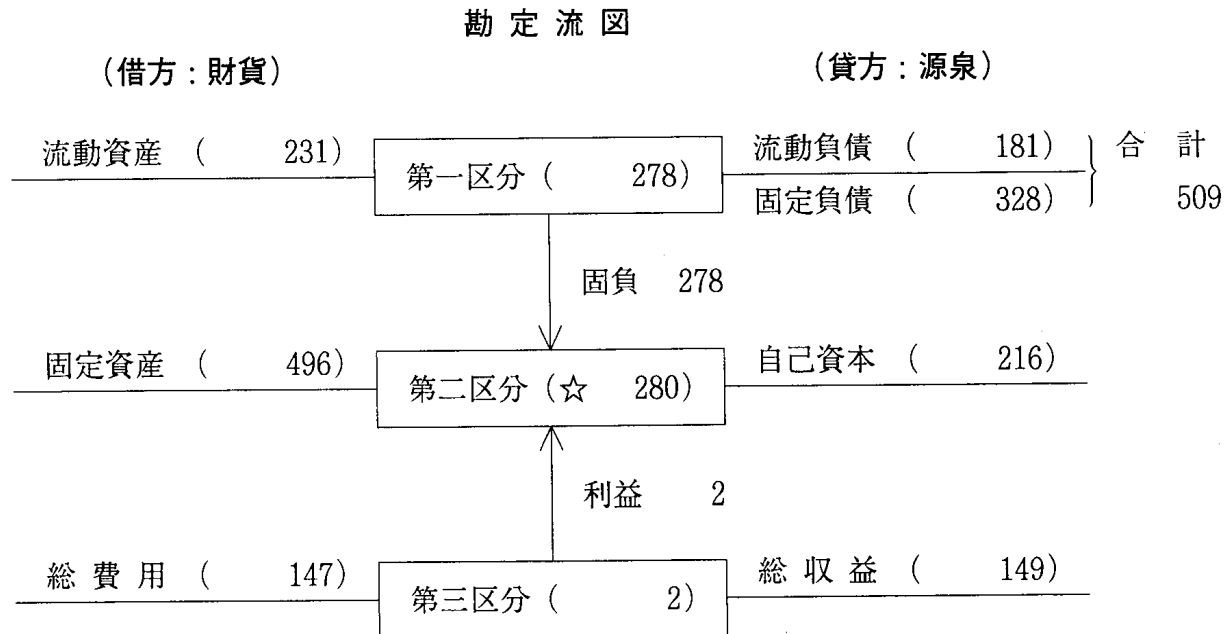 勘定流図
(借方:財貨) (貸方:源泉)
流動資産 ( 231) 第一区分 ( 278) 流動負債 ( 181) 合 計
固定負債 ( 328) 509
固負 278
固定資産 ( 496) 第二区分 (☆ 280) 自己資本 ( 216)
利益 2
総費用 ( 147) 第三区分 ( 2) 総収益 ( 149)